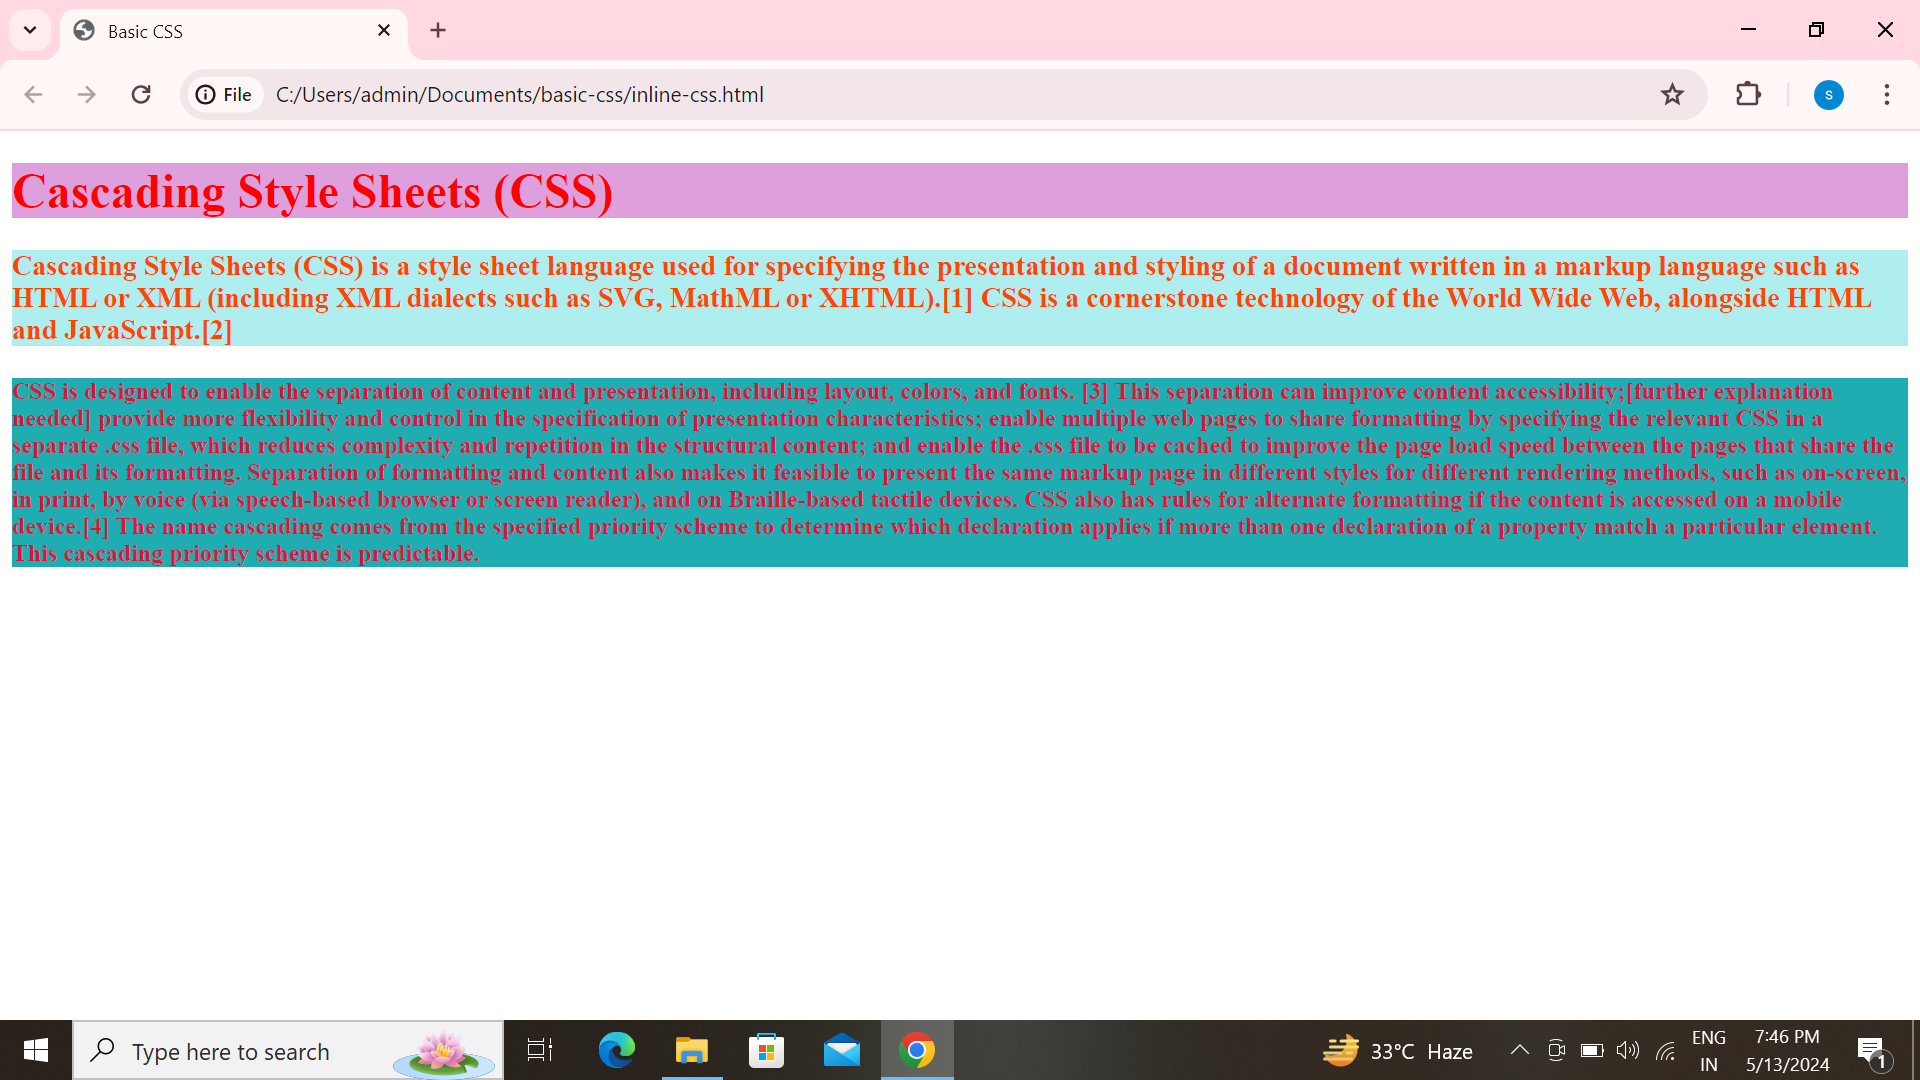 Basic CSS
File C:/Users/admin/Documents/basic-css/inline-css.html
S
Cascading Style Sheets (CSS)
Cascading Style Sheets (CSS) is a style sheet language used for specifying the presentation and styling of a document written in a markup language such as
HTML or XML (including XML dialects such as SVG, MathML or XHTML).[1] CSS is a cornerstone technology of the World Wide Web, alongside HTML
and JavaScript.[2]
CSS is designed to enable the separation of content and presentation, including layout, colors, and fonts. [3] This separation can improve content accessibility;[further explanation
needed] provide more flexibility and control in the specification of presentation characteristics; enable multiple web pages to share formatting by specifying the relevant CSS in a
separate .css file, which reduces complexity and repetition in the structural content; and enable the .css file to be cached to improve the page load speed between the pages that share the
file and its formatting. Separation of formatting and content also makes it feasible to present the same markup page in different styles for different rendering methods, such as on-screen,
in print, by voice (via speech-based browser or screen reader), and on Braille-based tactile devices. CSS also has rules for alternate formatting if the content is accessed on a mobile
device.[4] The name cascading comes from the specified priority scheme to determine which declaration applies if more than one declaration of a property match a particular element.
This cascading priority scheme is predictable.
Type here to search
33°C Haze
ENG
IN
7:46 PM
5/13/2024
1